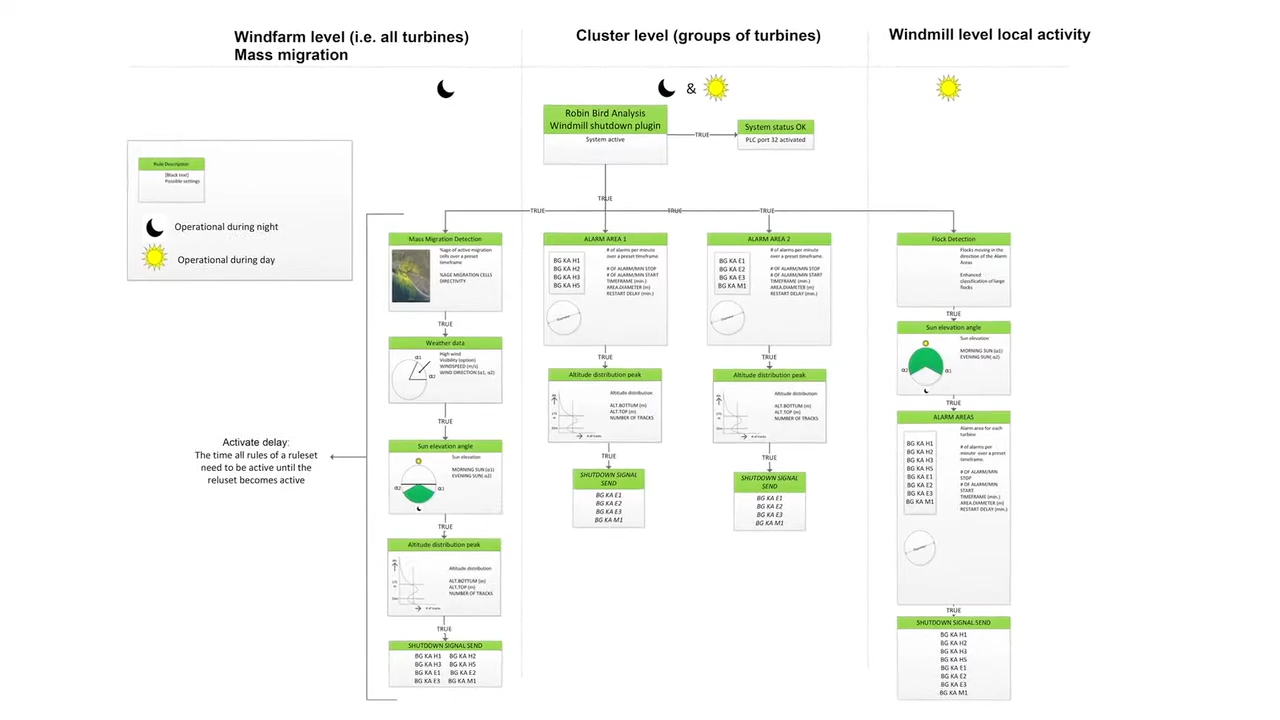 Windfarm level (i.e. all turbines)
Mass migration
Cluster level (groups of turbines)
Windmill level local activity
&
Robin Bird Analysis
Windmill shutdown plugin
System active
TRUE
System status OK
PLC port 32 activated
Rule Description
[Black text]
Possible settings
Operational during night
Operational during day
TRUE
TRUE
TRUE
TRUE
Activate delay:
The time all rules of a ruleset
need to be active until the
reluset becomes active
Mass Migration Detection
%age of active migration
cells over a preset
timeframe
%AGE MIGRATION CELLS
DIRECTIVITY
TRUE
Weather data
High wind
Visibility (option)
WINDSPEED (m/s)
WIND DIRECTION (α1, α2)
α1
α2
TRUE
Sun elevation angle
Sun elevation
MORNING SUN (α1)
EVENING SUN( α2)
α2
α1
TRUE
Altitude distribution peak
Altitude distribution
ALT.BOTTUM (m)
ALT.TOP (m)
NUMBER OF TRACKS
# of tracks
TRUE
SHUTDOWN SIGNAL SEND
BG KA H1 BG KA H2
BG KA H3 BG KA H5
BG KA E1 BG KA E2
BG KA E3 BG KA M1
ALARM AREA 1
BG KA H1
BG KA H2
BG KA H3
BG KA H5
# of alarms per minute
over a preset timeframe.
# OF ALARM/MIN STOP
# OF ALARM/MIN START
TIMEFRAME (min.)
AREA.DIAMETER (m)
RESTART DELAY (min.)
Diameter
TRUE
Altitude distribution peak
Altitude distribution
ALT.BOTTUM (m)
ALT.TOP (m)
NUMBER OF TRACKS
# of tracks
TRUE
SHUTDOWN SIGNAL
SEND
BG KA E1
BG KA E2
BG KA E3
BG KA M1
ALARM AREA 2
BG KA E1
BG KA E2
BG KA E3
BG KA M1
# of alarms per minute
over a preset timeframe.
# OF ALARM/MIN STOP
# OF ALARM/MIN START
TIMEFRAME (min.)
AREA.DIAMETER (m)
RESTART DELAY (min.)
Diameter
TRUE
Altitude distribution peak
Altitude distribution
ALT.BOTTUM (m)
ALT.TOP (m)
NUMBER OF TRACKS
# of tracks
TRUE
SHUTDOWN SIGNAL
SEND
BG KA E1
BG KA E2
BG KA E3
BG KA M1
Flock Detection
Flocks moving in the
direction of the Alarm
Areas
Enhanced
classification of large
flocks
TRUE
Sun elevation angle
Sun elevation
MORNING SUN (α1)
EVENING SUN( α2)
α2
α1
TRUE
ALARM AREAS
BG KA H1
BG KA H2
BG KA H3
BG KA H5
BG KA E1
BG KA E2
BG KA E3
BG KA M1
Alarm area for each
turbine
# of alarms per
minute over a preset
timeframe.
# OF ALARM/MIN
STOP
# OF ALARM/MIN
START
TIMEFRAME (min.)
AREA.DIAMETER (m)
RESTART DELAY (min.)
Diameter
TRUE
SHUTDOWN SIGNAL SEND
BG KA H1
BG KA H2
BG KA H3
BG KA H5
BG KA E1
BG KA E2
BG KA E3
BG KA M1